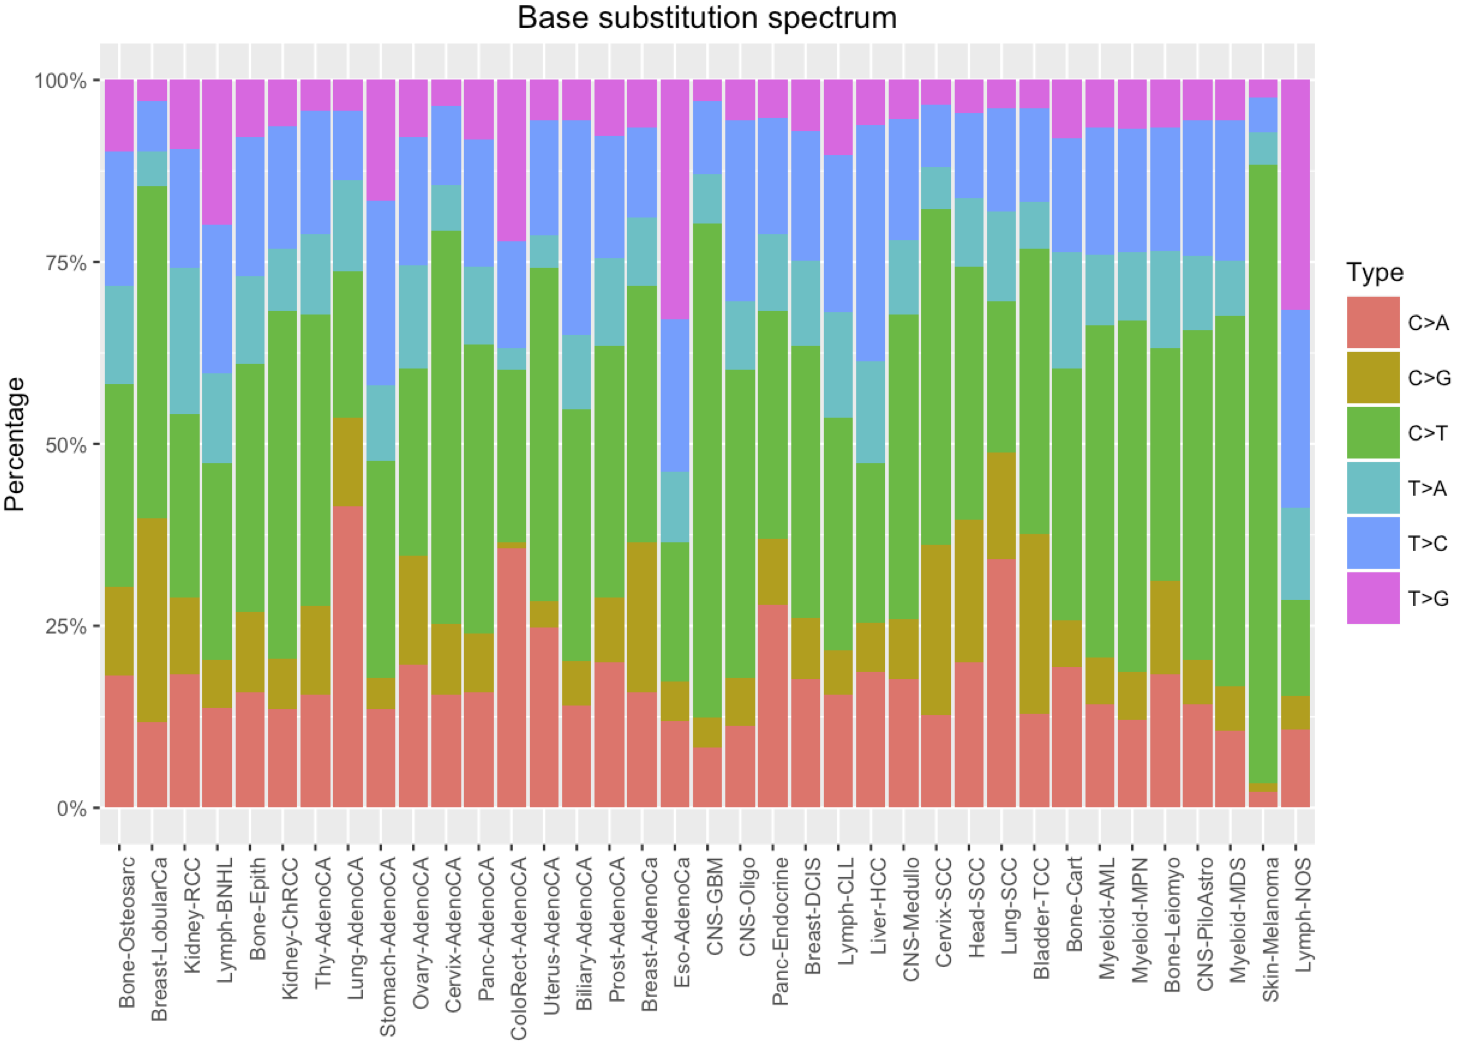 Base substitution spectrum
Percentage
100%
75%
50%
25%
0%
Bone-Osteosarc
Breast-LobularCa
Kidney-RCC
Lymph-BNHL
Bone-Epith
Kidney-ChRCC
Thy-AdenoCA
Lung-AdenoCA
Stomach-AdenoCA
Ovary-AdenoCA
Cervix-AdenoCA
Panc-AdenoCA
ColoRect-AdenoCA
Uterus-AdenoCA
Biliary-AdenoCA
Prost-AdenoCA
Breast-AdenoCa
Eso-AdenoCa
CNS-GBM
CNS-Oligo
Panc-Endocrine
Breast-DCIS
Lymph-CLL
Liver-HCC
CNS-Medullo
Cervix-SCC
Head-SCC
Lung-SCC
Bladder-TCC
Bone-Cart
Myeloid-AML
Myeloid-MPN
Bone-Leiomyo
CNS-PiloAstro
Myeloid-MDS
Skin-Melanoma
Lymph-NOS
Type
C>A
C>G
C>T
T>A
T>C
T>G